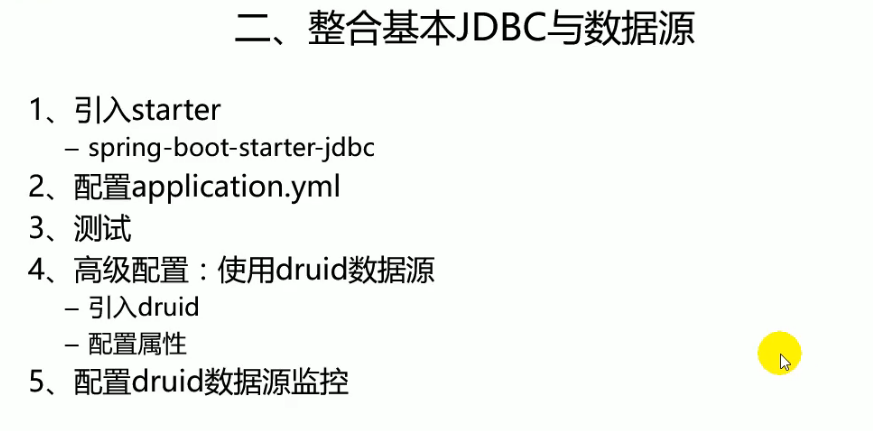 二、整合基本JDBC与数据源
1、引入starter
– spring-boot-starter-jdbc
2、配置application.yml
3、测试
4、高级配置：使用druid数据源
– 引入druid
– 配置属性
5、配置druid数据源监控